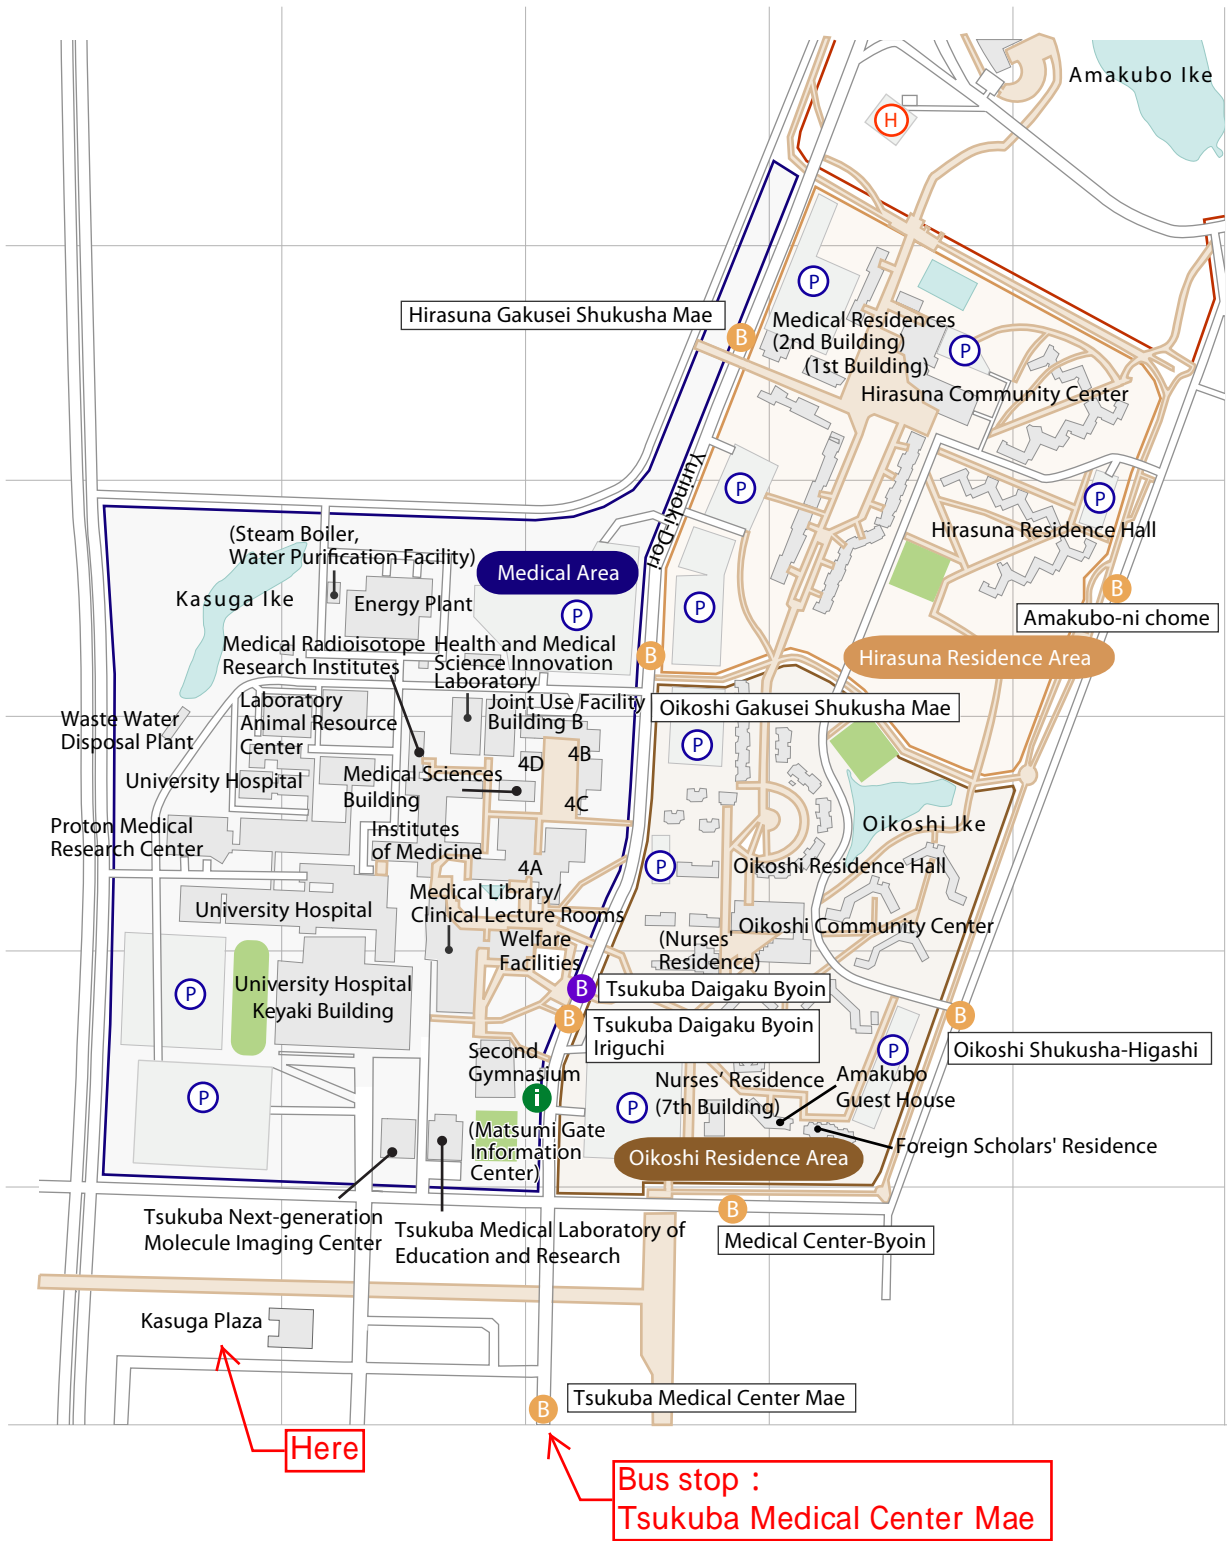 Amakubo Ike
H
P
Hirasuna Gakusei Shukusha Mae
B
Medical Residences
(2nd Building)
(1st Building)
P
Hirasuna Community Center
Yurinoki-Dori
P
P
Hirasuna Residence Hall
(Steam Boiler,
Water Purification Facility)
Medical Area
Kasuga Ike
Energy Plant
P
P
B
Amakubo-ni chome
Medical Radioisotope
Research Institutes
Health and Medical
Science Innovation
Laboratory
B
Hirasuna Residence Area
Joint Use Facility
Building B
Oikoshi Gakusei Shukusha Mae
Laboratory
Animal Resource
Center
Waste Water
Disposal Plant
P
4B
4D
University Hospital
Medical Sciences
Building
4C
Proton Medical
Research Center
Institutes
of Medicine
Oikoshi Ike
4A
P
Oikoshi Residence Hall
Medical Library/
Clinical Lecture Rooms
University Hospital
Oikoshi Community Center
Welfare
Facilities
(Nurses'
Residence)
University Hospital
Keyaki Building
P
B
Tsukuba Daigaku Byoin
B
Tsukuba Daigaku Byoin
Iriguchi
B
Oikoshi Shukusha-Higashi
Second
Gymnasium
P
Nurses’ Residence
(7th Building)
Amakubo
Guest House
P
i
P
(Matsumi Gate
Information
Center)
Foreign Scholars' Residence
Oikoshi Residence Area
Tsukuba Next-generation
Molecule Imaging Center
Tsukuba Medical Laboratory of
Education and Research
B
Medical Center-Byoin
Kasuga Plaza
Tsukuba Medical Center Mae
B
Here
Bus stop :
Tsukuba Medical Center Mae